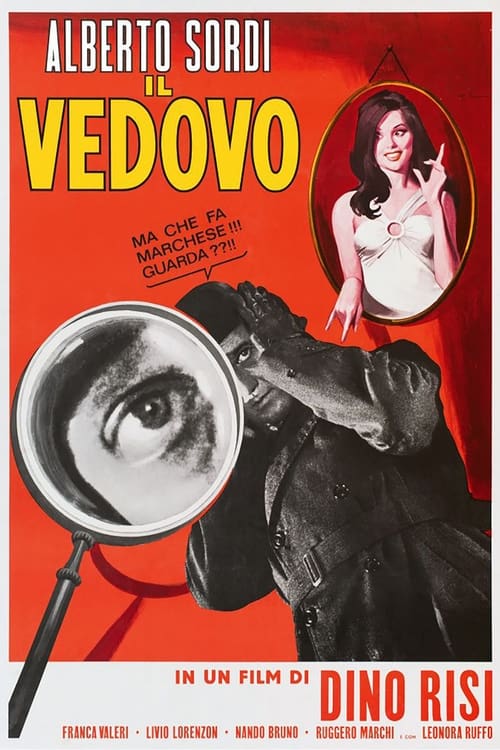 ALBERTO SORDI
IL
VEDOVO
MA CHE FA
MARCHESE!!!
GUARDA??!!
IN UN FILM DI DINO RISI
FRANCA VALERI · LIVIO LORENZON · NANDO BRUNO · RUGGERO MARCHI E CON LEONORA RUFFO